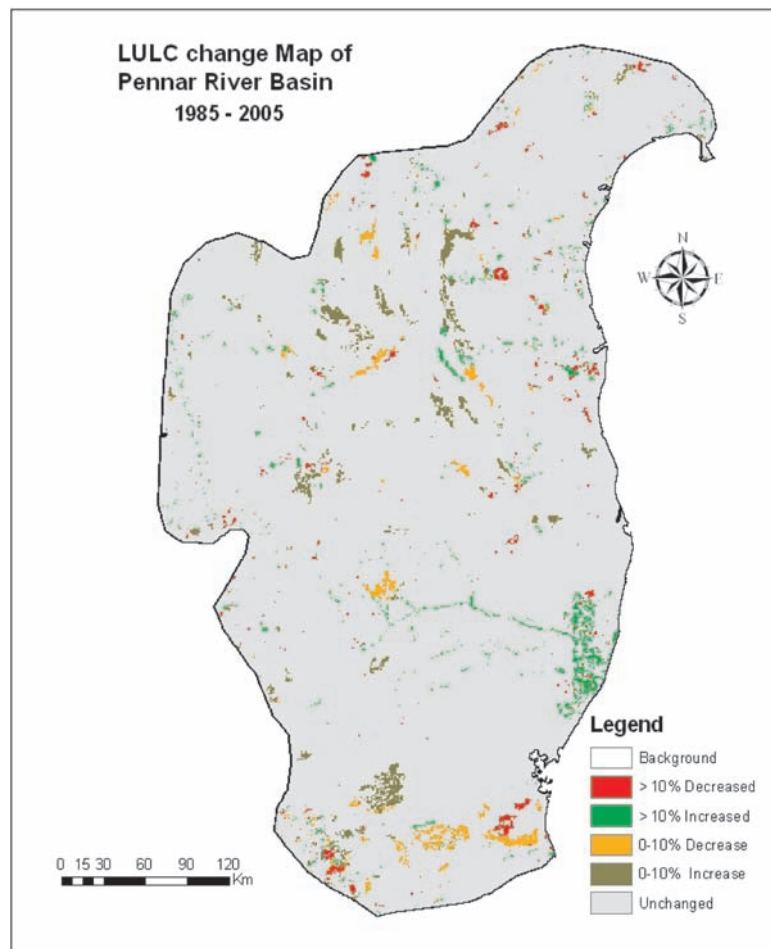 LULC change Map of
Pennar River Basin
1985 - 2005
N
W E
S
Legend
Background
> 10% Decreased
> 10% Increased
0-10% Decrease
0-10% Increase
Unchanged
0 15 30 60 90 120
Km